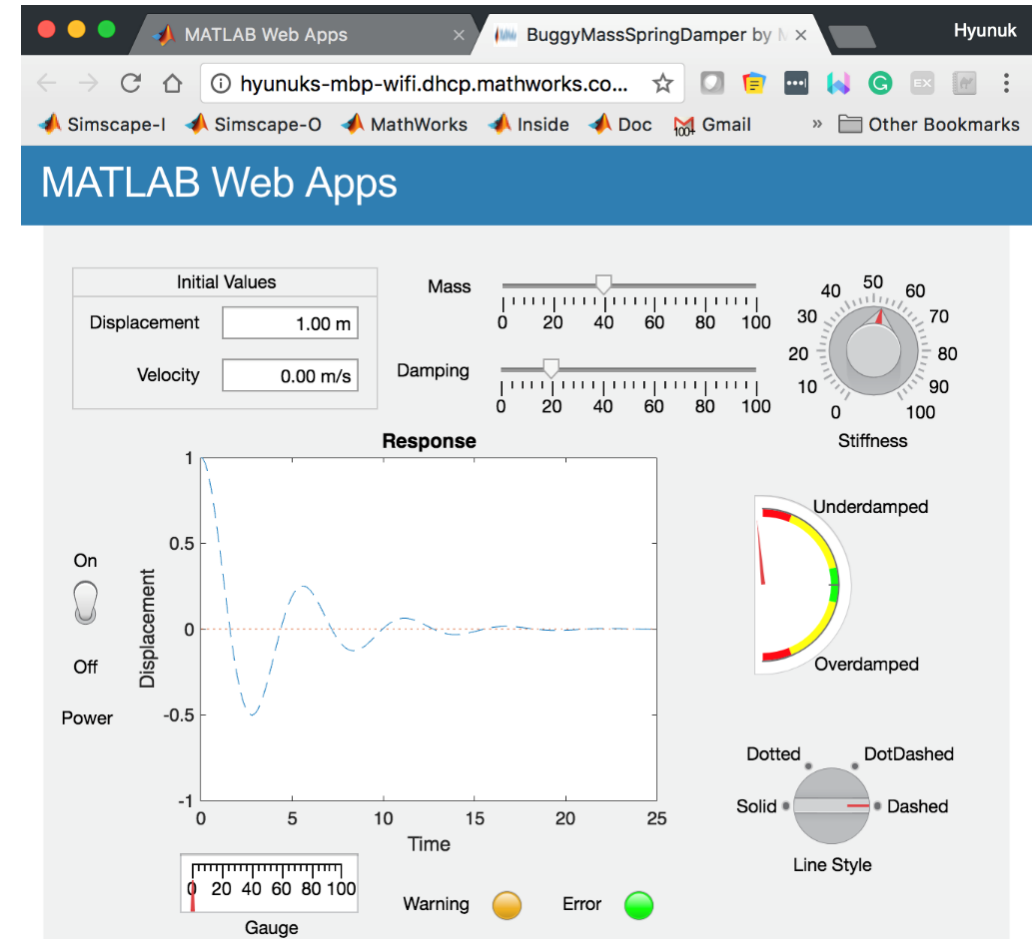 MATLAB Web Apps
BuggyMassSpringDamper by
Hyunuk
hyunuks-mbp-wifi.dhcp.mathworks.co...
Simscape-I Simscape-O MathWorks Inside Doc 100+ Gmail » Other Bookmarks
MATLAB Web Apps
Initial Values
Displacement 1.00 m
Velocity 0.00 m/s
Mass
0 20 40 60 80 100
Damping
0 20 40 60 80 100
0 10 20 30 40 50 60 70 80 90 100
Stiffness
Response
1
0.5
0
-0.5
-1
Displacement
0 5 10 15 20 25
Time
On
Off
Power
Underdamped
Overdamped
Dotted DotDashed
Solid Dashed
Line Style
0 20 40 60 80 100
Gauge
Warning Error